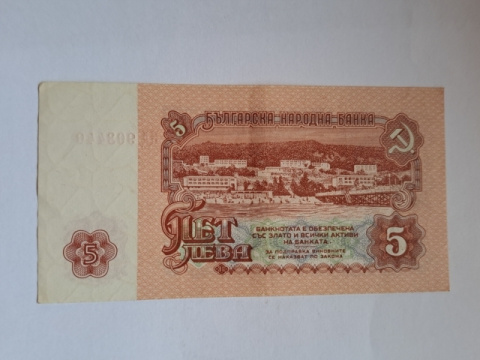 5
БЪЛГАРСКА НАРОДНА БАНКА
ПЕТ
ЛЕВА
БАНКНОТАТА Е ОБЕЗПЕЧЕНА
СЪС ЗЛАТО И ВСИЧКИ АКТИВИ
НА БАНКАТА
ЗА ПОДПРАВКА ВИНОВНИТЕ
СЕ НАКАЗВАТ ПО ЗАКОНА
5
5